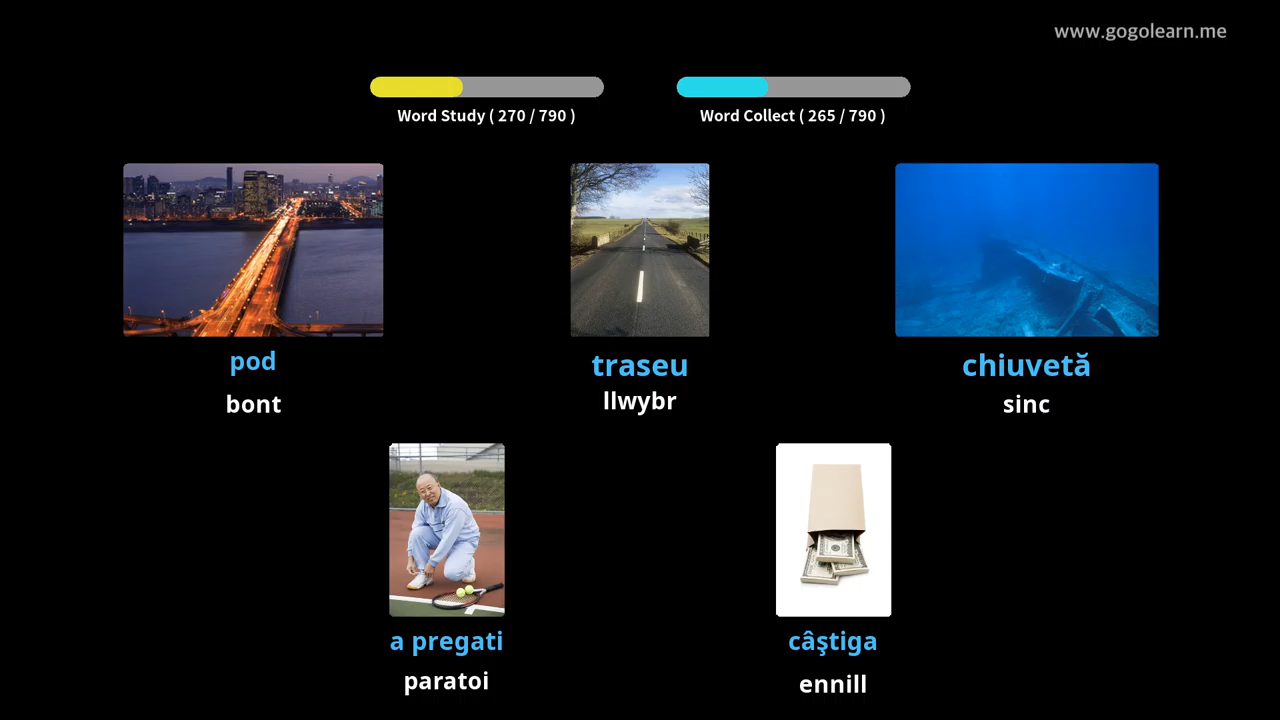 www.gogolearn.me
Word Study ( 270 / 790 )
Word Collect ( 265 / 790 )
pod
bont
traseu
llwybr
chiuvetă
sinc
a pregati
paratoi
câştiga
ennill